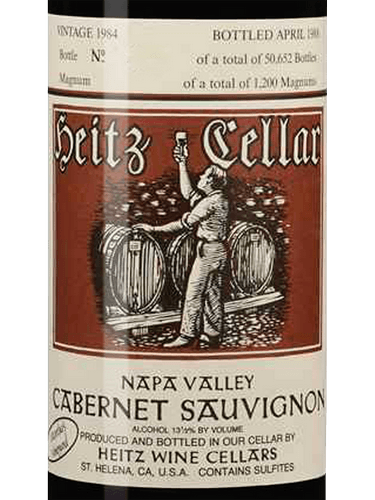 VINTAGE 1984
BOTTLED APRIL
Bottle Nº
of a total of 50,652 Bottles
Magnum
of a total of 1,200 Magnums
Heitz Cellar
NAPA VALLEY
CABERNET SAUVIGNON
ALCOHOL 13½% BY VOLUME
PRODUCED AND BOTTLED IN OUR CELLAR BY
HEITZ WINE CELLARS
ST. HELENA, CA, U.S.A. CONTAINS SULFITES